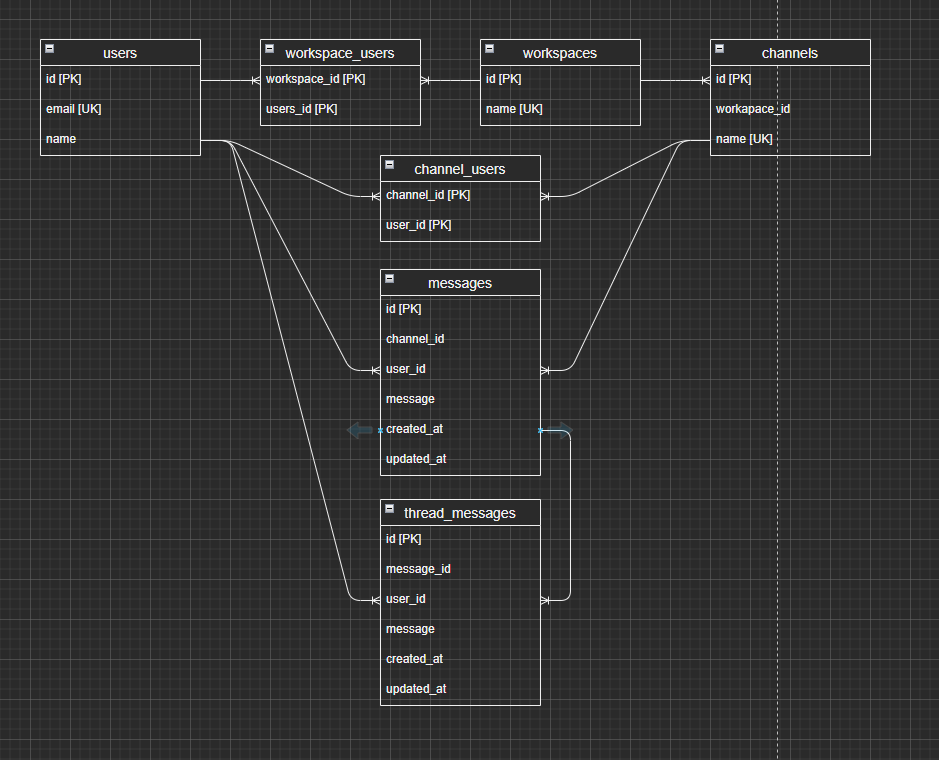 users
id [PK]
email [UK]
name
workspace_users
workspace_id [PK]
users_id [PK]
workspaces
id [PK]
name [UK]
channels
id [PK]
workapace_id
name [UK]
channel_users
channel_id [PK]
user_id [PK]
messages
id [PK]
channel_id
user_id
message
created_at
updated_at
thread_messages
id [PK]
message_id
user_id
message
created_at
updated_at